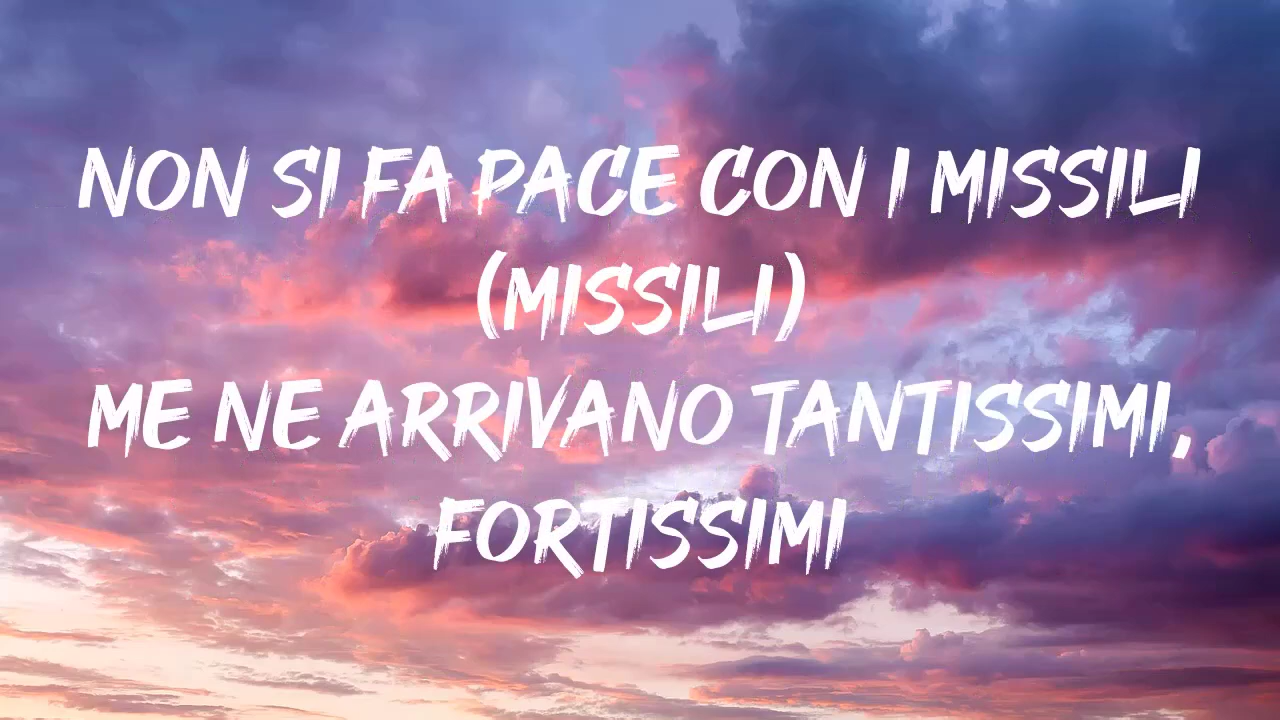 NON SI FA PACE CON I MISSILI
(MISSILI)
ME NE ARRIVANO TANTISSIMI,
FORTISSIMI